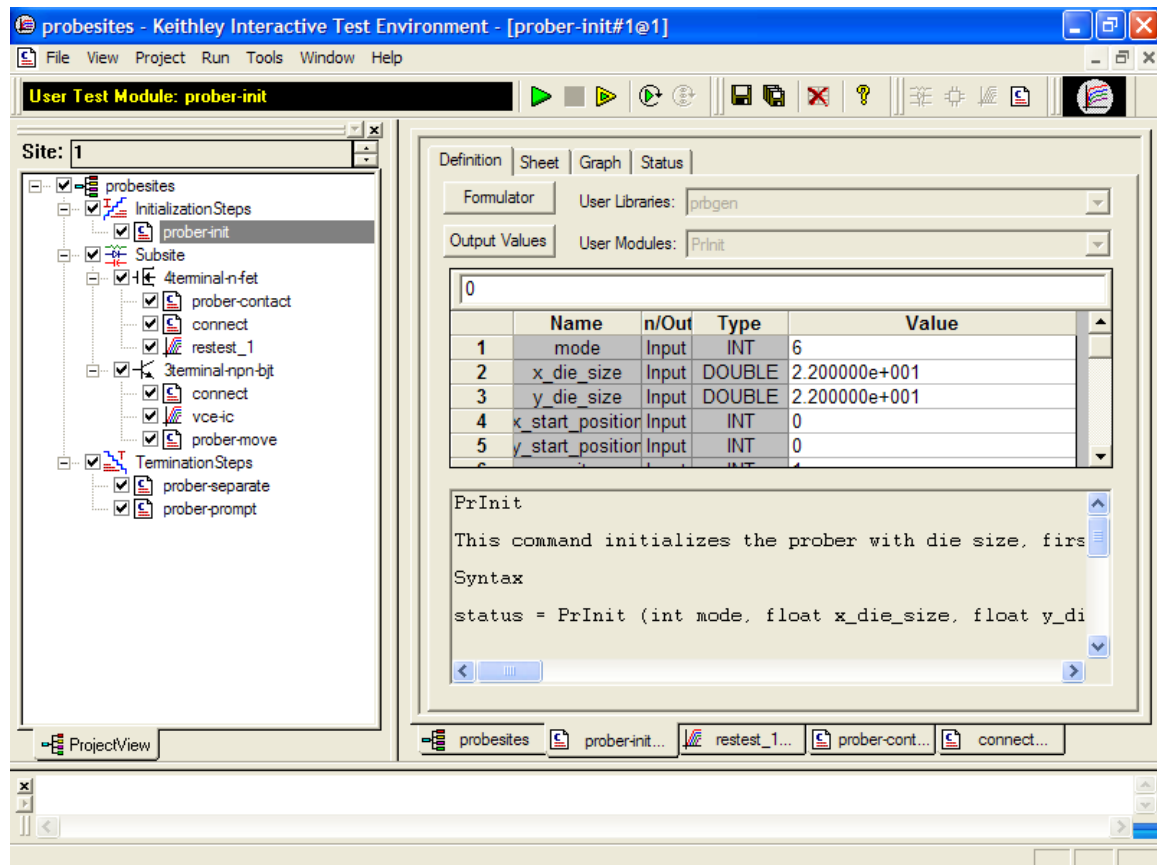 probesites - Keithley Interactive Test Environment - [prober-init#1@1]
File View Project Run Tools Window Help
User Test Module: prober-init
Site: 1
probesites
InitializationSteps
prober-init
Subsite
4terminal-n-fet
prober-contact
connect
restest_1
3terminal-npn-bjt
connect
vce-ic
prober-move
TerminationSteps
prober-separate
prober-prompt
ProjectView
Definition Sheet Graph Status
Formulator User Libraries: prbgen
Output Values User Modules: PrInit
0
Name n/Out Type Value
1 mode Input INT 6
2 x_die_size Input DOUBLE 2.200000e+001
3 y_die_size Input DOUBLE 2.200000e+001
4 x_start_position Input INT 0
5 y_start_position Input INT 0
PrInit
This command initializes the prober with die size, firs
Syntax
status = PrInit (int mode, float x_die_size, float y_di
probesites prober-init... restest_1... prober-cont... connect...